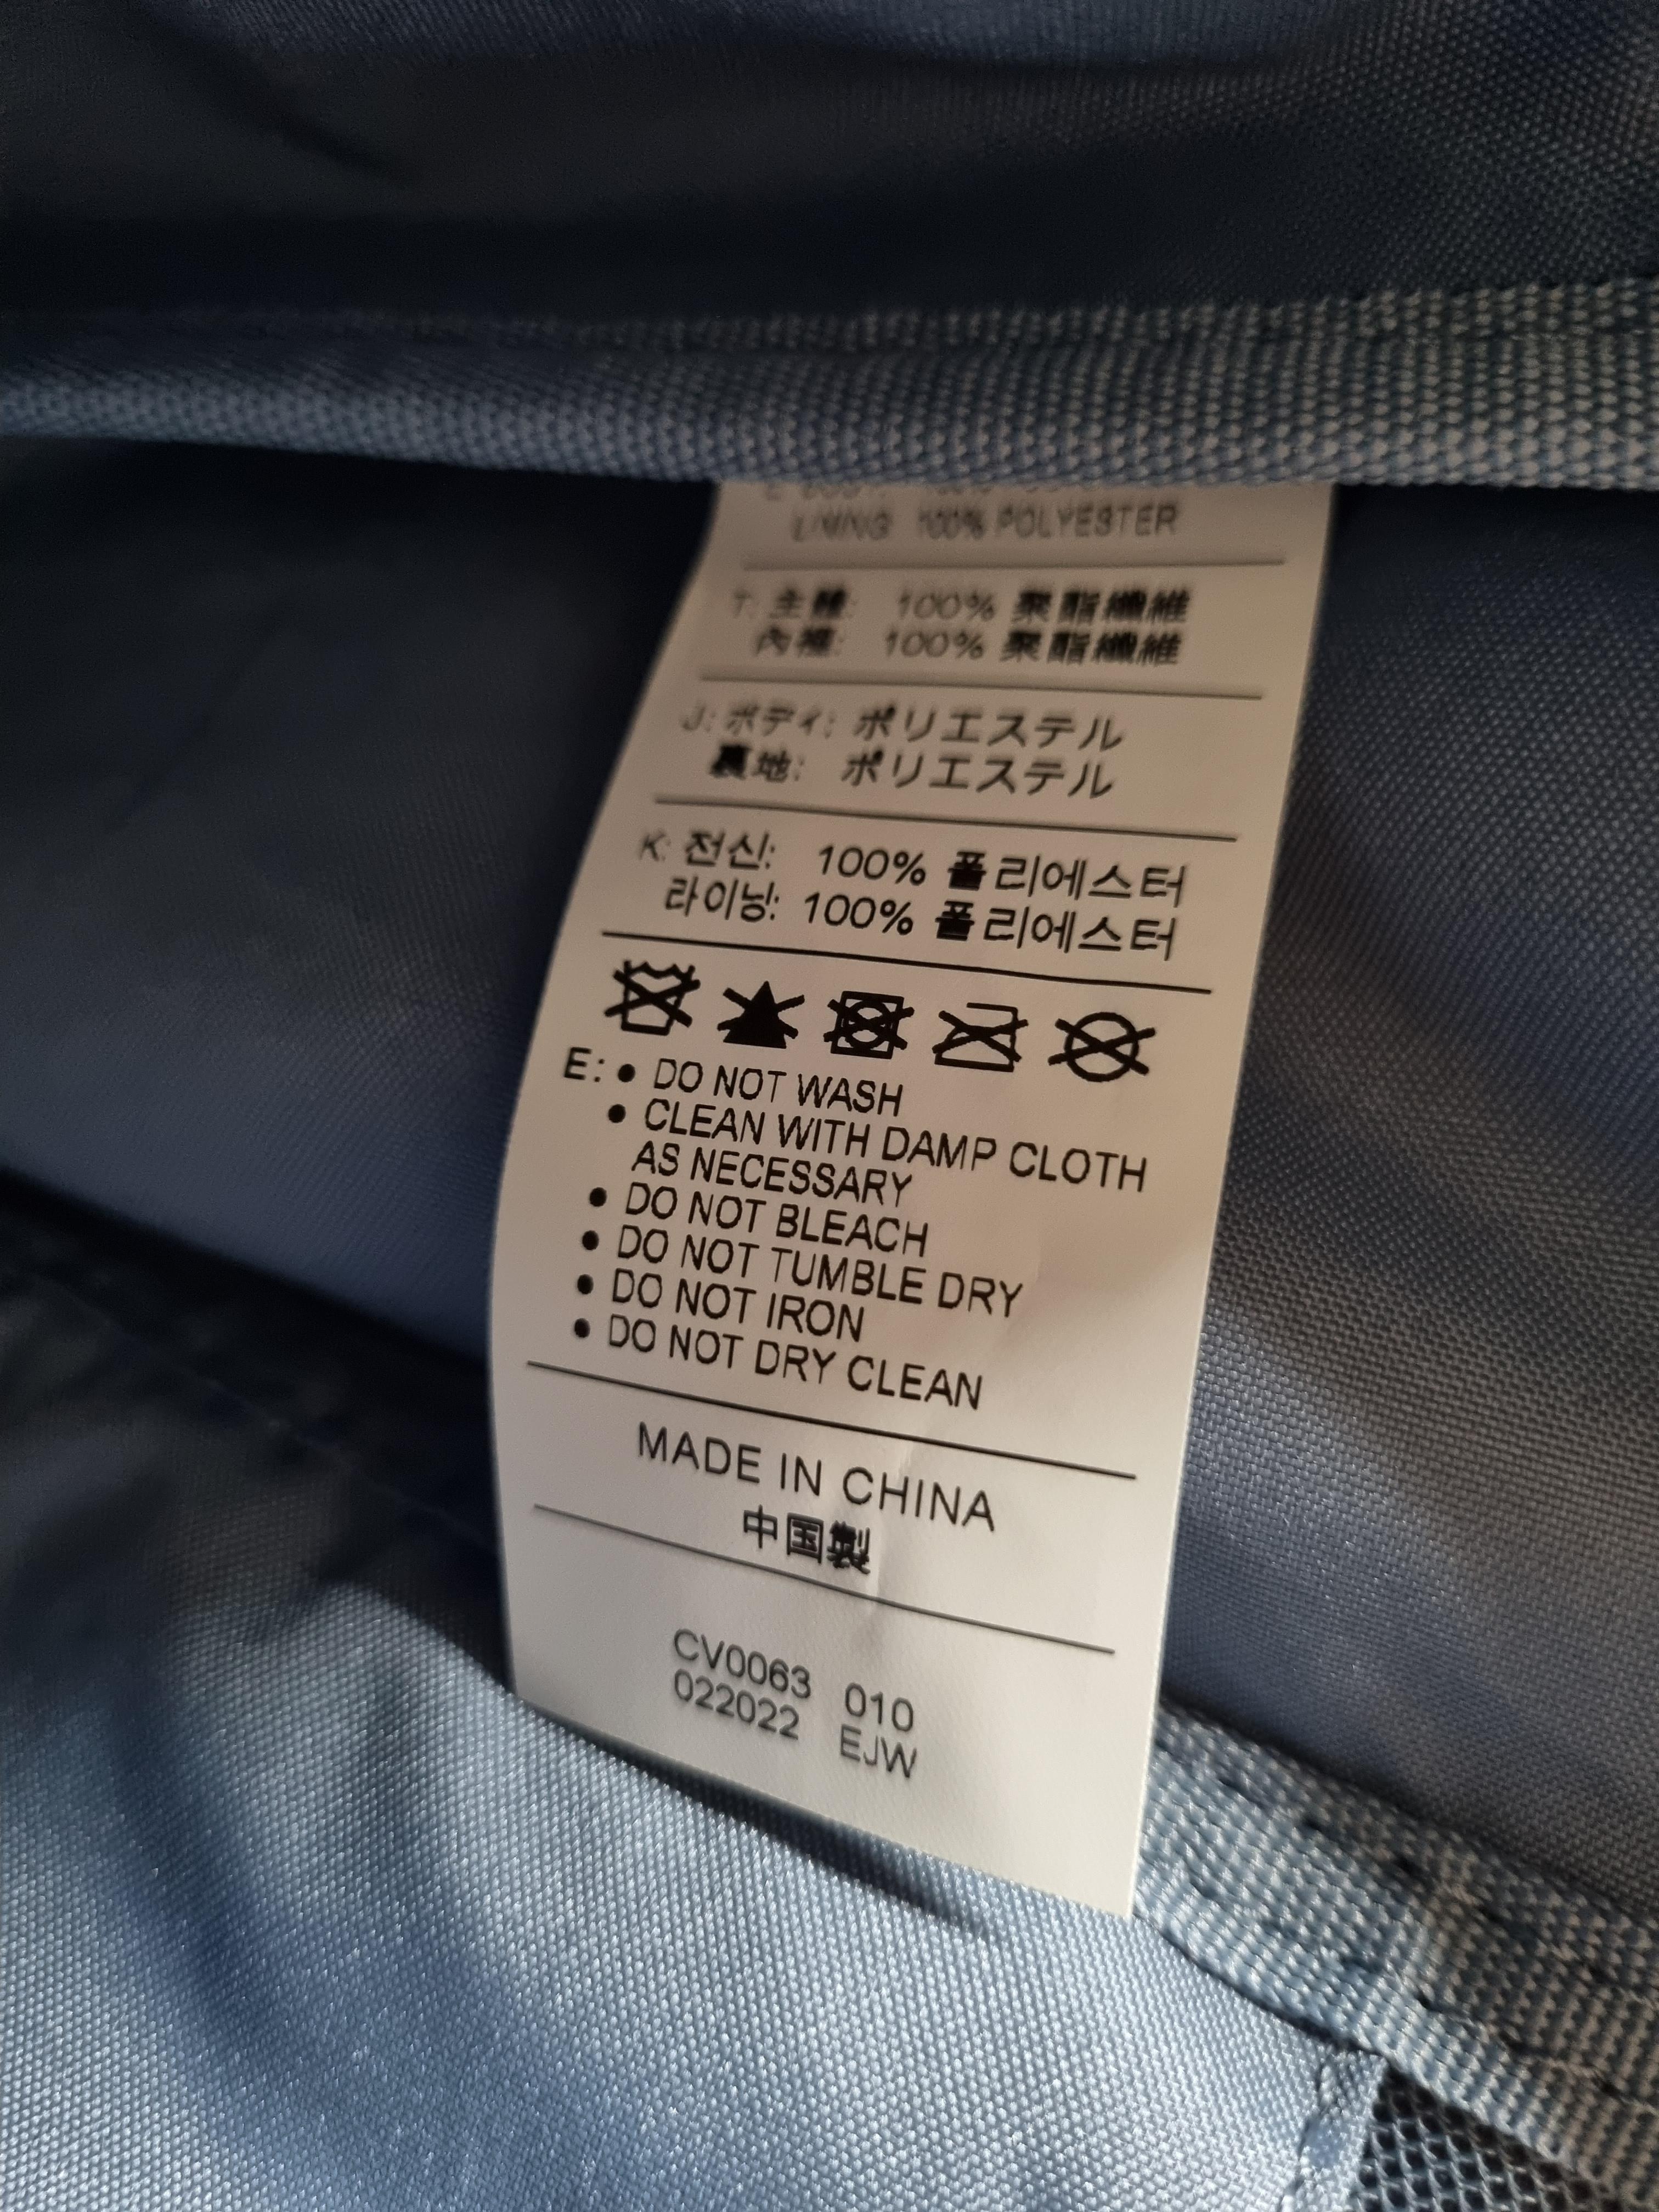 LINING 100% POLYESTER
T: 主體: 100% 聚酯纖維
內裡: 100% 聚酯纖維
J: ボディ: ポリエステル
裏地: ポリエステル
K: 전신: 100% 폴리에스터
라이닝: 100% 폴리에스터
E: • DO NOT WASH
• CLEAN WITH DAMP CLOTH
AS NECESSARY
• DO NOT BLEACH
• DO NOT TUMBLE DRY
• DO NOT IRON
• DO NOT DRY CLEAN
MADE IN CHINA
中国製
CV0063 010
022022 EJW